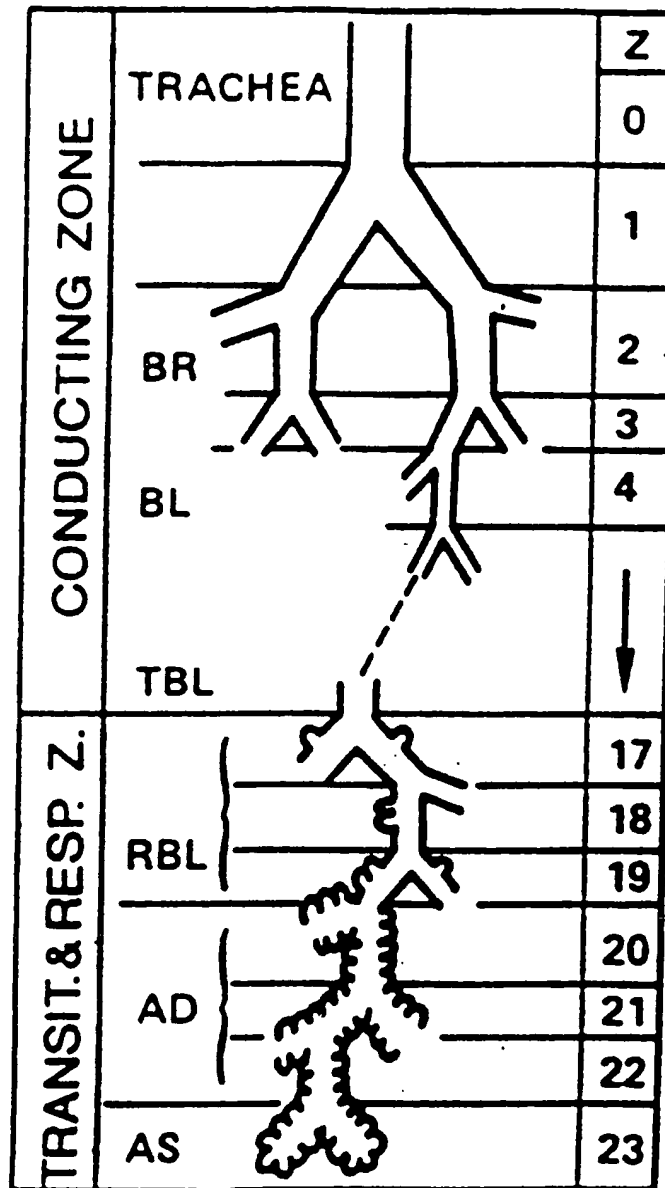 Z
TRACHEA
0
CONDUCTING ZONE
1
BR
2
3
BL
4
TBL
TRANSIT. & RESP. Z.
17
18
RBL
19
20
AD
21
22
AS
23